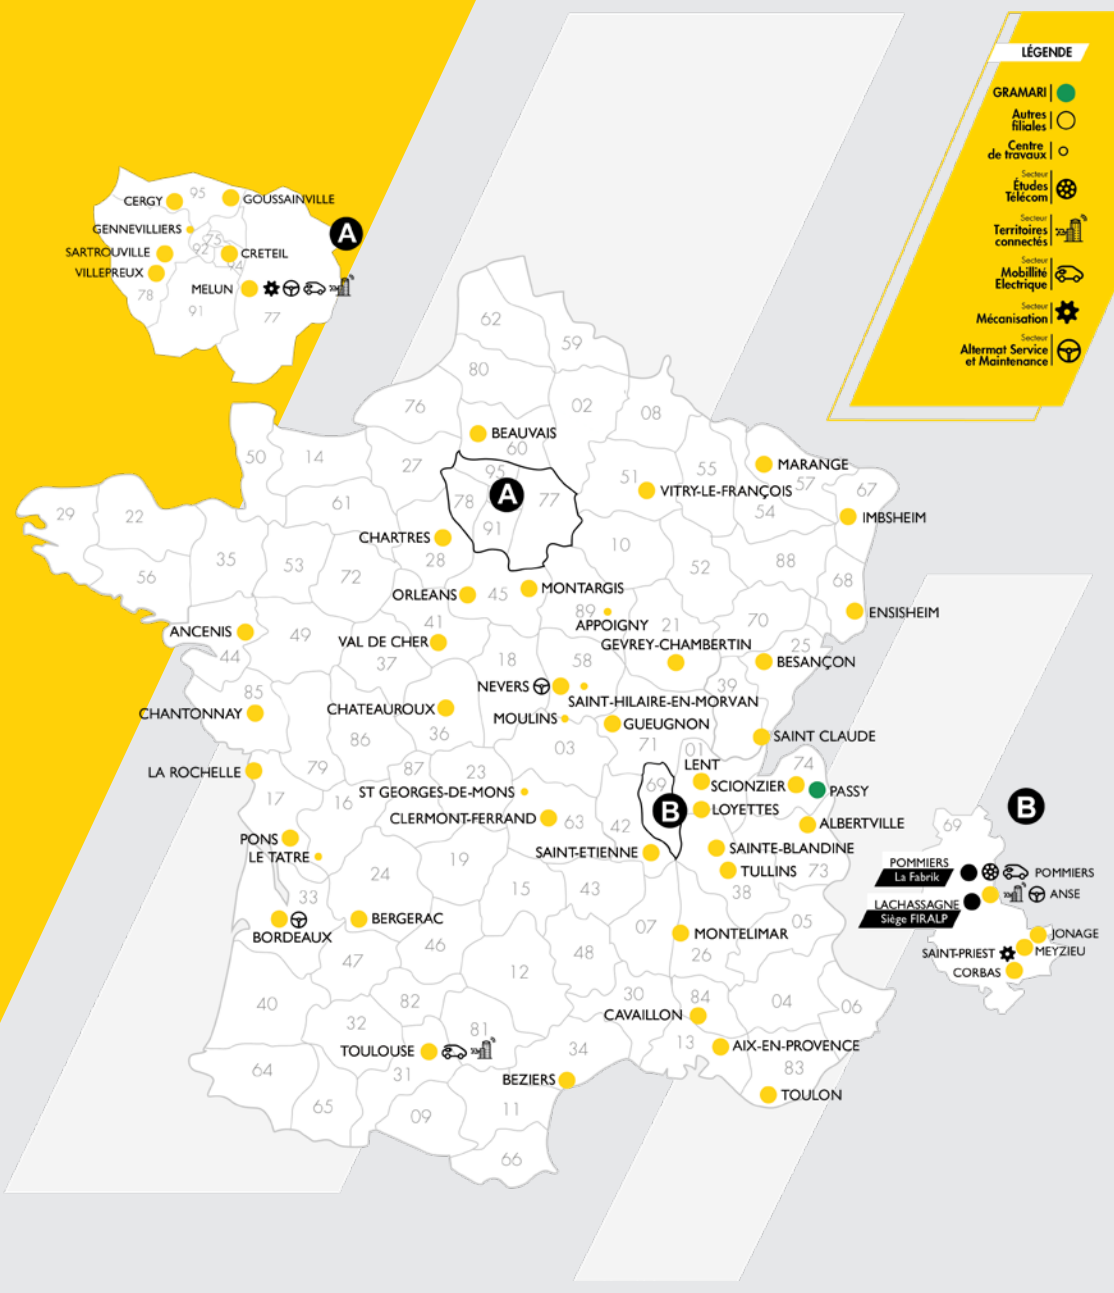 LÉGENDE
GRAMARI
Autres
filiales
Centre
de travaux
Secteur
Études
Télécom
Secteur
Territoires
connectés
Secteur
Mobillité
Electrique
Secteur
Mécanisation
Secteur
Altermat Service
et Maintenance
CERGY
95
GOUSSAINVILLE
GENNEVILLIERS
75
92
A
SARTROUVILLE
CRETEIL
94
VILLEPREUX
MELUN
78
91
77
62
59
80
76
02
08
BEAUVAIS
60
50
14
27
95
A
78
77
91
51
55
MARANGE
57
VITRY-LE-FRANÇOIS
67
54
IMBSHEIM
29
22
61
35
53
56
72
CHARTRES
28
10
52
88
68
ORLEANS
45
MONTARGIS
89
APPOIGNY
21
70
ENSISHEIM
ANCENIS
49
44
41
VAL DE CHER
37
18
58
GEVREY-CHAMBERTIN
25
BESANÇON
NEVERS
39
SAINT-HILAIRE-EN-MORVAN
85
CHANTONNAY
CHATEAUROUX
36
MOULINS
GUEUGNON
86
03
71
01
SAINT CLAUDE
LA ROCHELLE
79
87
23
LENT
74
69
SCIONZIER
PASSY
17
16
ST GEORGES-DE-MONS
B
LOYETTES
CLERMONT-FERRAND
63
42
ALBERTVILLE
PONS
LE TATRE
SAINT-ETIENNE
SAINTE-BLANDINE
19
TULLINS
73
24
15
43
38
33
BORDEAUX
BERGERAC
07
MONTELIMAR
05
46
26
47
48
12
40
82
30
84
04
06
32
81
CAVAILLON
TOULOUSE
34
13
AIX-EN-PROVENCE
64
31
83
BEZIERS
TOULON
65
09
11
66
B
69
POMMIERS
La Fabrik
POMMIERS
LACHASSAGNE
Siège FIRALP
ANSE
JONAGE
SAINT-PRIEST
MEYZIEU
CORBAS